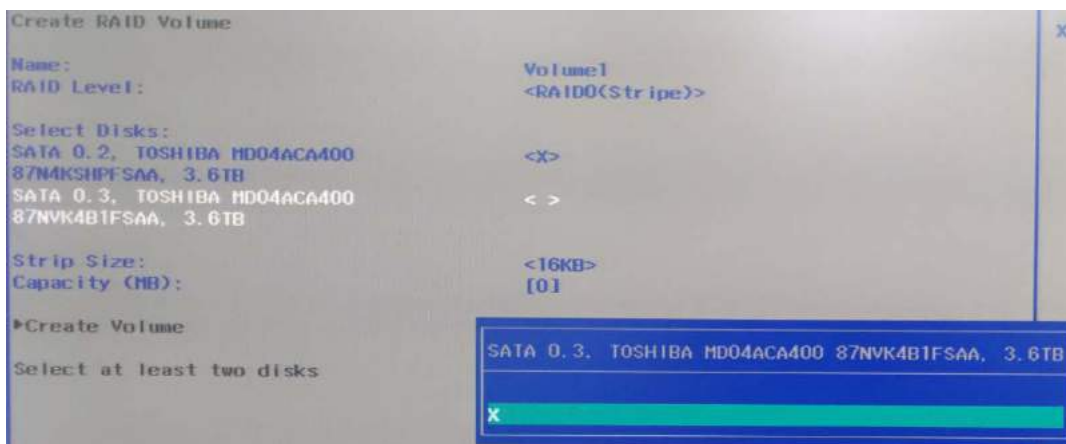 Create RAID Volume
X
Name: Volume1
RAID Level: <RAID0(Stripe)>
Select Disks:
SATA 0.2, TOSHIBA MD04ACA400 <X>
87N4KSHPFSAA, 3.6TB
SATA 0.3, TOSHIBA MD04ACA400 < >
87NVK4B1FSAA, 3.6TB
Strip Size: <16KB>
Capacity (MB): [0]
▶Create Volume
Select at least two disks
SATA 0.3, TOSHIBA MD04ACA400 87NVK4B1FSAA, 3.6TB
X